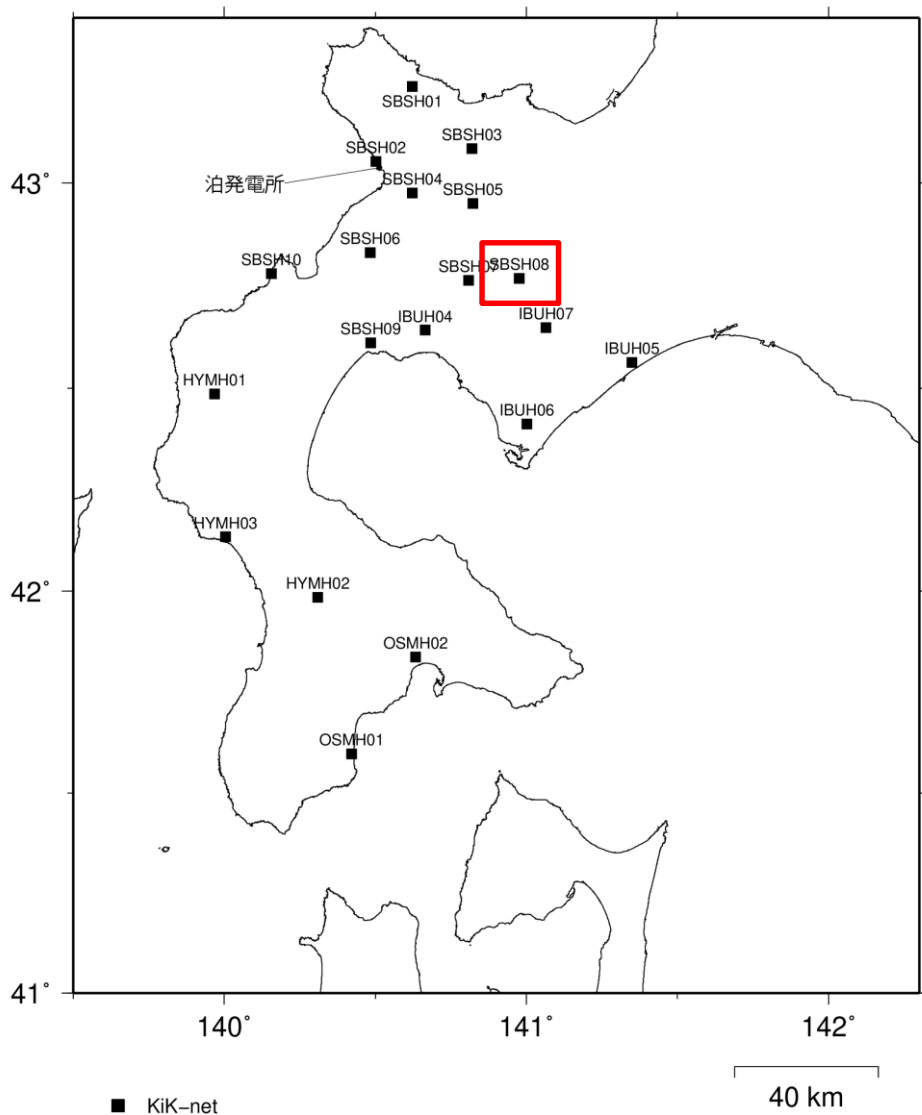 SBSH01
SBSH03
SBSH02
泊発電所
43°
SBSH04
SBSH05
SBSH06
SBSH10
SBSH07
SBSH08
IBUH04
IBUH07
SBSH09
IBUH05
HYMH01
IBUH06
HYMH03
42°
HYMH02
OSMH02
OSMH01
41°
140°
141°
142°
40 km
KiK-net